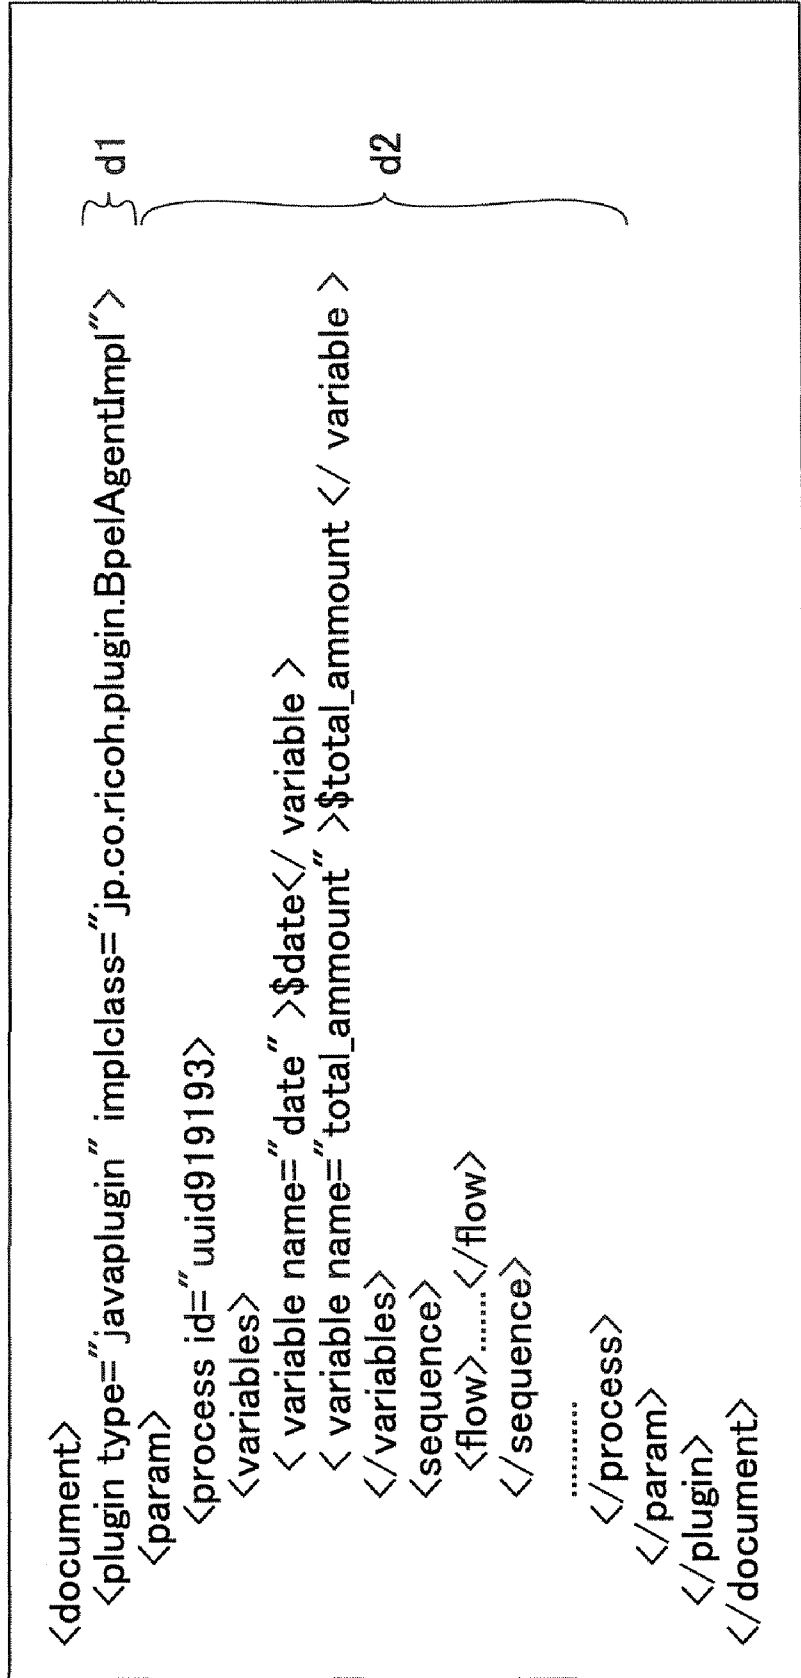 <document>
<plugin type="javaplugin" implclass="jp.co.ricoh.plugin.BpelAgentImpl"> d1
<param>
<process id="uuid919193>
<variables>
< variable name="date" >$date</ variable >
< variable name="total_ammount" >$total_ammount </ variable > d2
</variables>
<sequence>
<flow>.......</flow>
</sequence>
...........
</process>
</param>
</plugin>
</document>